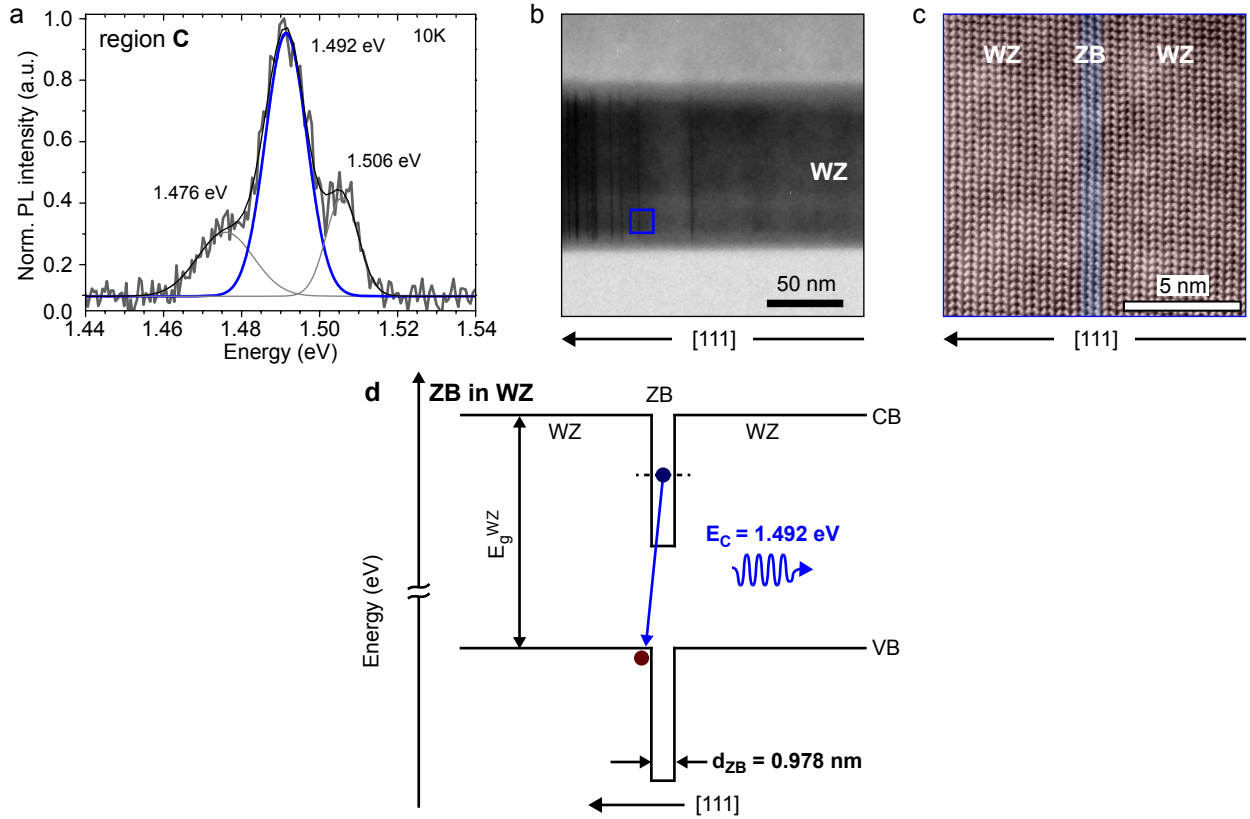 a
region C
10K
1.492 eV
1.506 eV
1.476 eV
Norm. PL intensity (a.u.)
1.0
0.8
0.6
0.4
0.2
0.0
1.44 1.46 1.48 1.50 1.52 1.54
Energy (eV)
b
WZ
50 nm
[111]
c
WZ ZB WZ
5 nm
[111]
d
ZB in WZ
ZB
CB
WZ WZ
E_g^WZ
E_C = 1.492 eV
Energy (eV)
VB
d_ZB = 0.978 nm
[111]